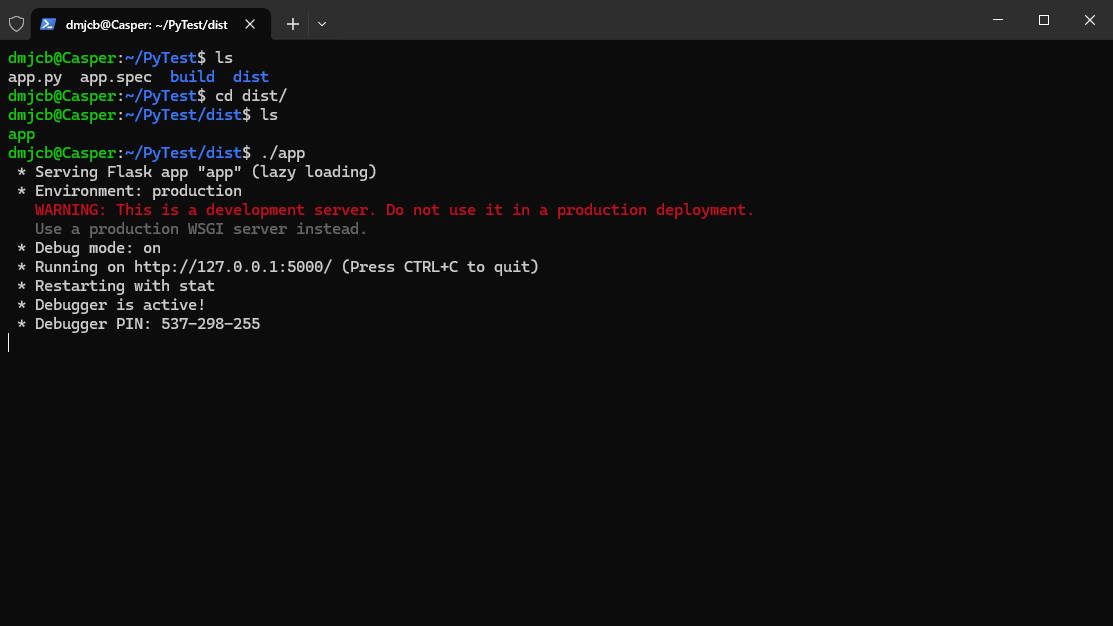 dmjcb@Casper: ~/PyTest/dist
dmjcb@Casper:~/PyTest$ ls
app.py  app.spec  build  dist
dmjcb@Casper:~/PyTest$ cd dist/
dmjcb@Casper:~/PyTest/dist$ ls
app
dmjcb@Casper:~/PyTest/dist$ ./app
 * Serving Flask app "app" (lazy loading)
 * Environment: production
   WARNING: This is a development server. Do not use it in a production deployment.
   Use a production WSGI server instead.
 * Debug mode: on
 * Running on http://127.0.0.1:5000/ (Press CTRL+C to quit)
 * Restarting with stat
 * Debugger is active!
 * Debugger PIN: 537-298-255